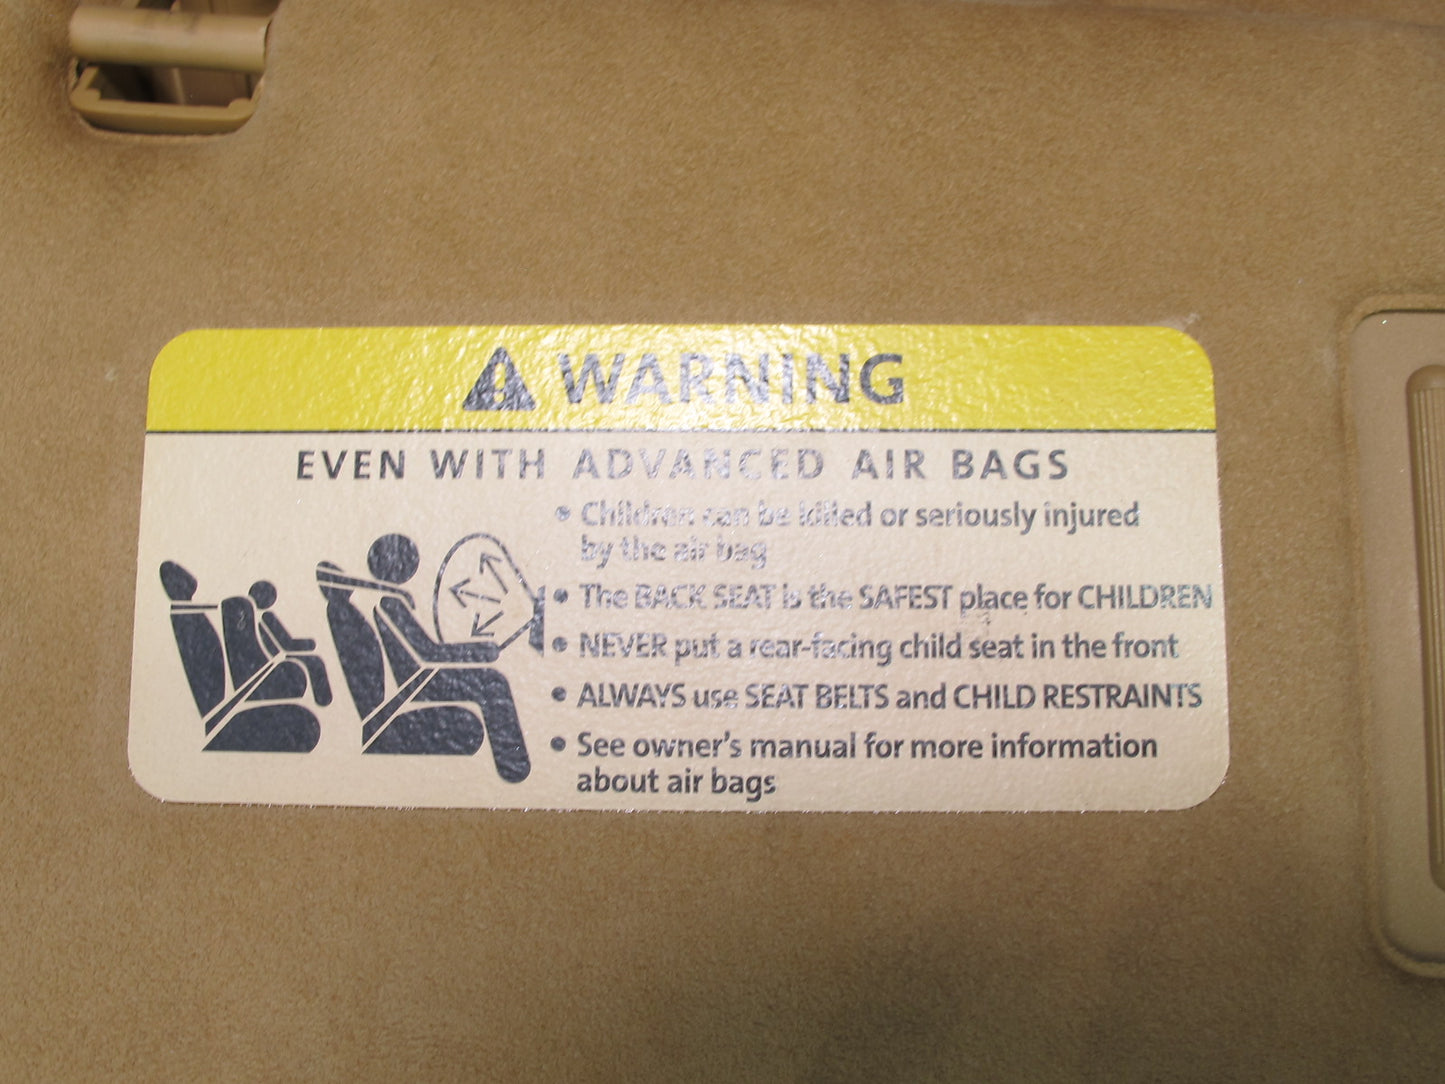 WARNING
EVEN WITH ADVANCED AIR BAGS
• Children can be killed or seriously injured
by the air bag
• The BACK SEAT is the SAFEST place for CHILDREN
• NEVER put a rear-facing child seat in the front
• ALWAYS use SEAT BELTS and CHILD RESTRAINTS
• See owner's manual for more information
about air bags